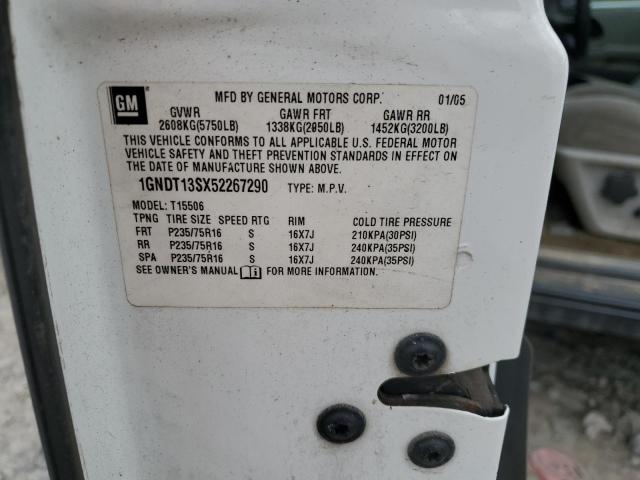 GM
MFD BY GENERAL MOTORS CORP. 01/05
GVWR GAWR FRT GAWR RR
2608KG(5750LB) 1338KG(2950LB) 1452KG(3200LB)
THIS VEHICLE CONFORMS TO ALL APPLICABLE U.S. FEDERAL MOTOR
VEHICLE SAFETY AND THEFT PREVENTION STANDARDS IN EFFECT ON
THE DATE OF MANUFACTURE SHOWN ABOVE.
1GNDT13SX52267290 TYPE: M.P.V.
MODEL: T15506
TPNG TIRE SIZE SPEED RTG RIM COLD TIRE PRESSURE
FRT P235/75R16 S 16X7J 210KPA(30PSI)
RR P235/75R16 S 16X7J 240KPA(35PSI)
SPA P235/75R16 S 16X7J 240KPA(35PSI)
SEE OWNER'S MANUAL FOR MORE INFORMATION.